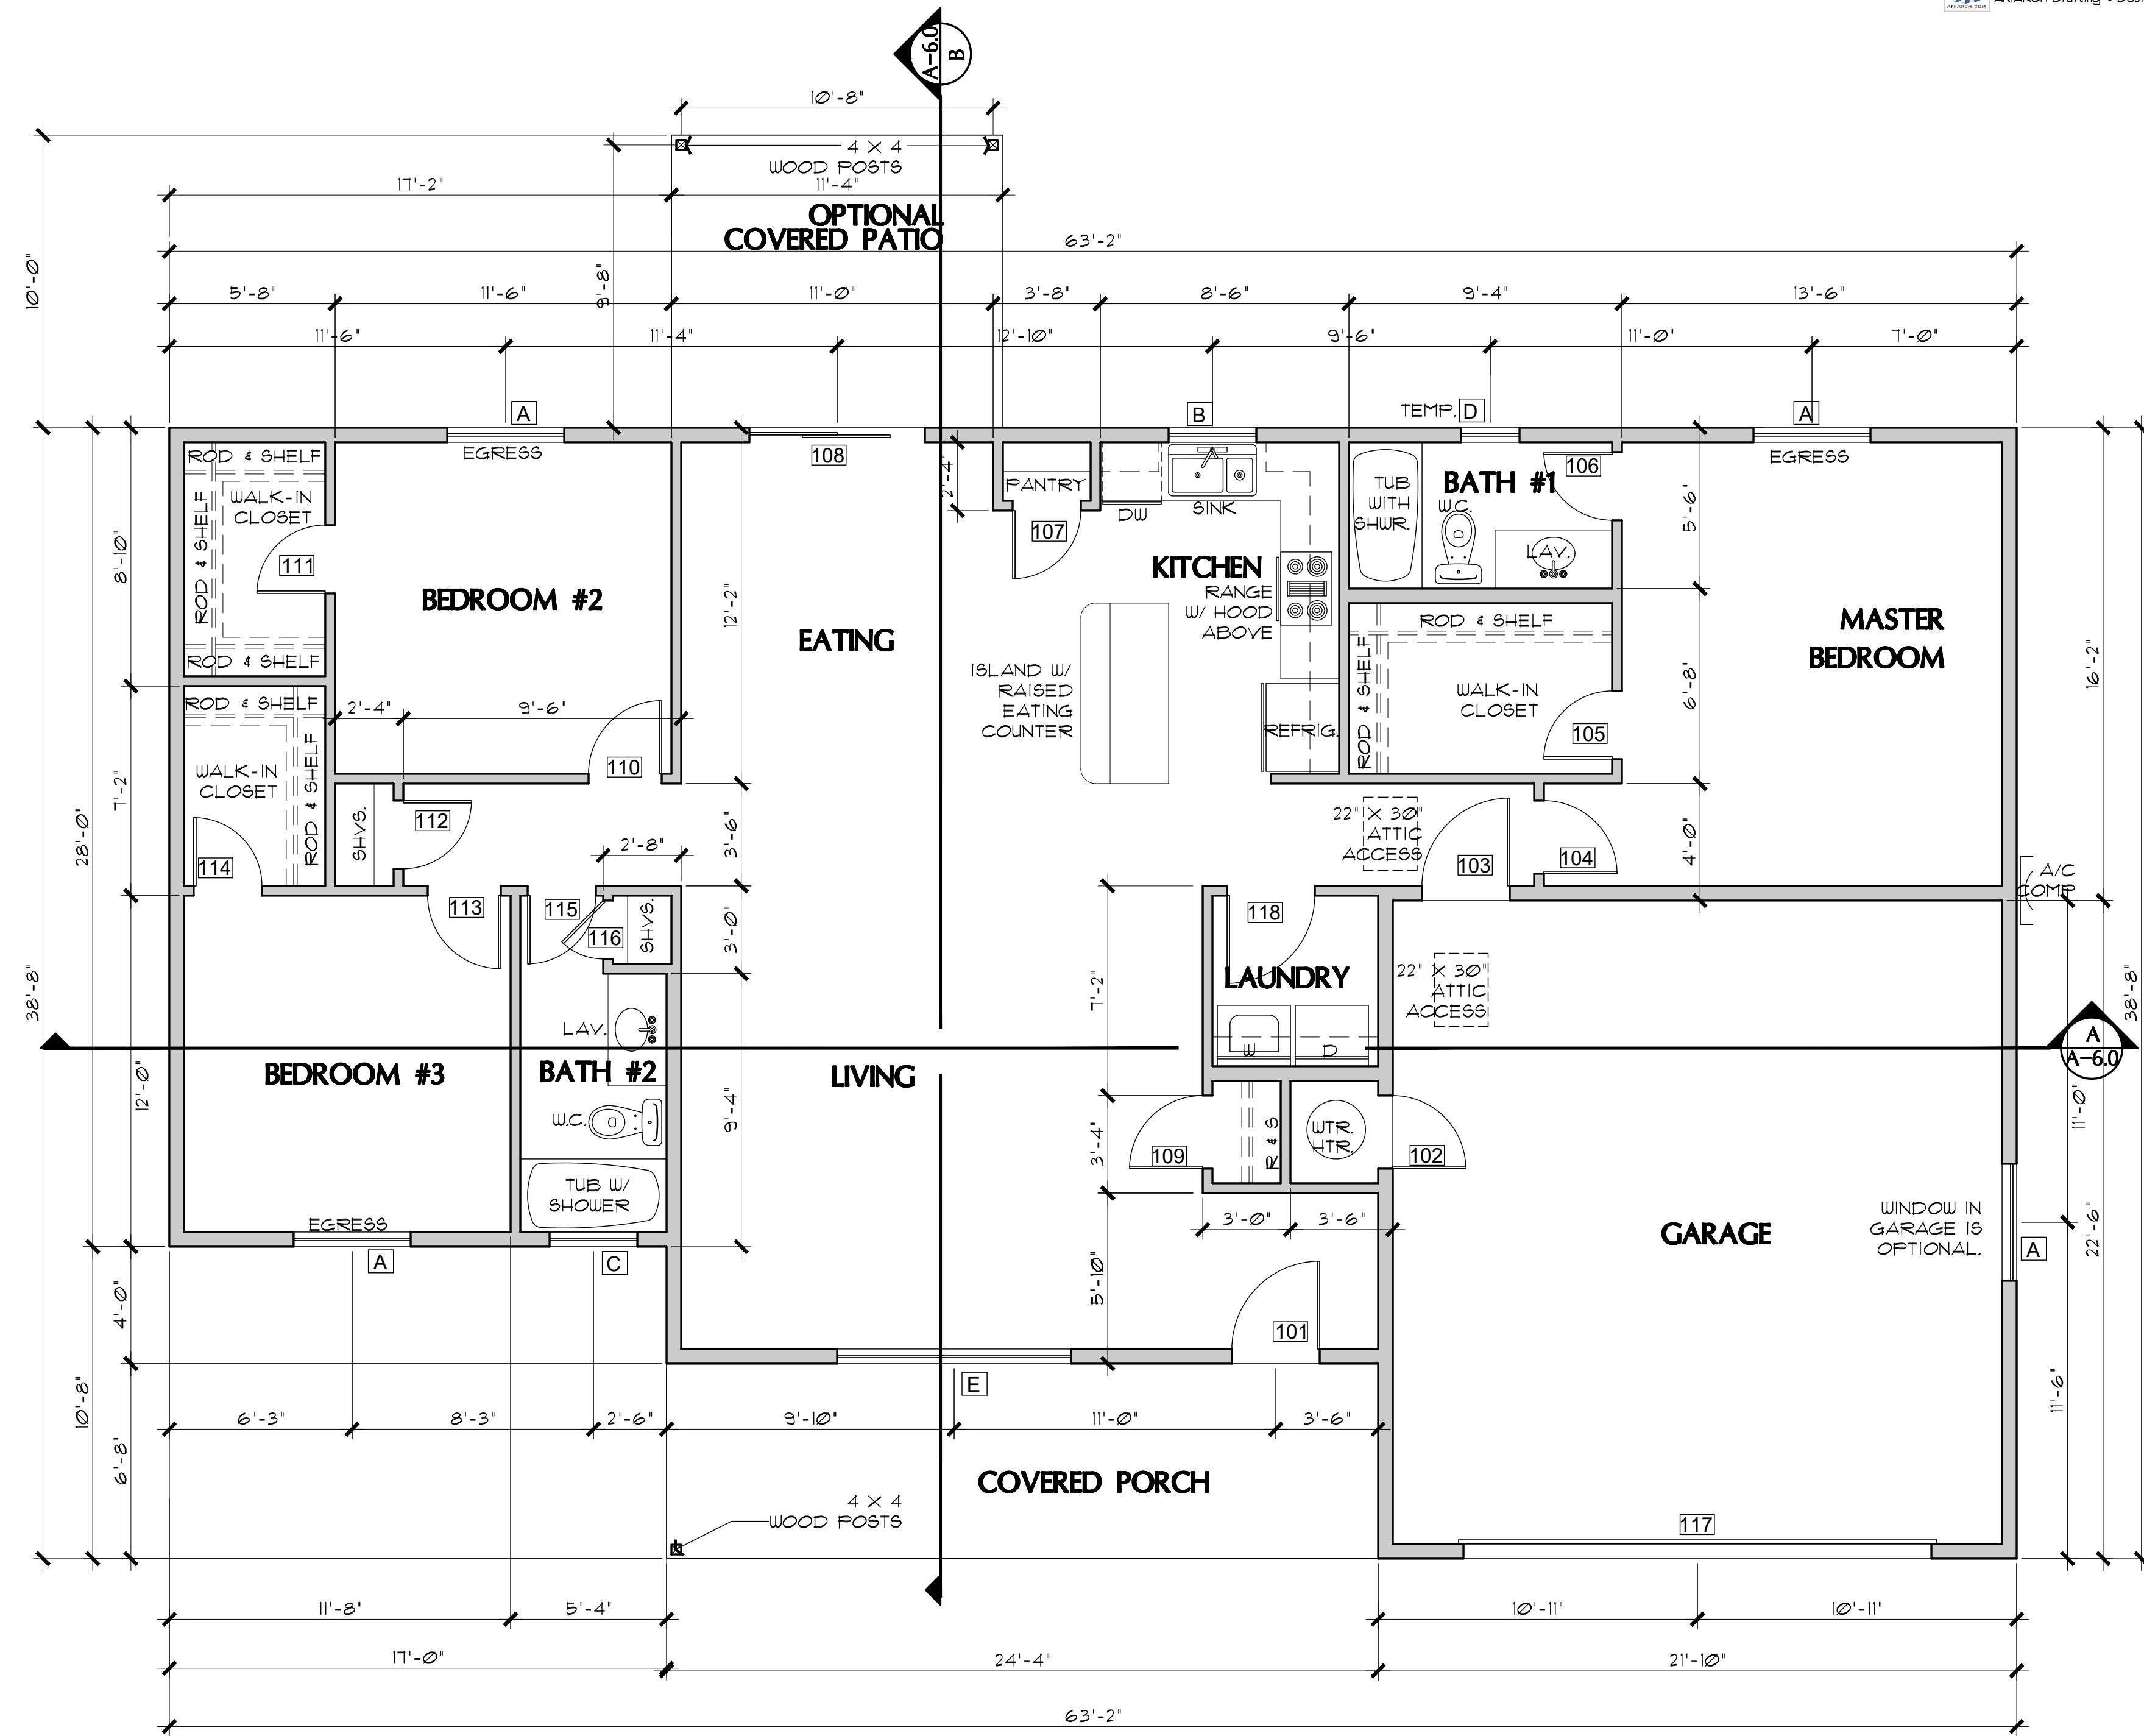 ANIARCH.COM
A-6.0
B
10'-8"
4 X 4
WOOD POSTS
17'-2"
11'-4"
OPTIONAL
COVERED PATIO
63'-2"
10'-0"
9'-8"
5'-8"
11'-6"
11'-0"
3'-8"
8'-6"
9'-4"
13'-6"
11'-6"
11'-4"
12'-10"
9'-6"
11'-0"
7'-0"
A
B
TEMP.
D
A
EGRESS
108
EGRESS
ROD & SHELF
WALK-IN
CLOSET
ROD & SHELF
111
ROD & SHELF
BEDROOM #2
2'-4"
PANTRY
107
DW
SINK
TUB
WITH
SHWR.
BATH #1
W.C.
LAV.
106
5'-6"
8'-10"
12'-2"
EATING
KITCHEN
RANGE
W/ HOOD
ABOVE
ISLAND W/
RAISED
EATING
COUNTER
REFRIG.
ROD & SHELF
ROD & SHELF
WALK-IN
CLOSET
105
6'-8"
MASTER
BEDROOM
16'-2"
ROD & SHELF
WALK-IN
CLOSET
ROD & SHELF
2'-4"
9'-6"
110
7'-2"
28'-0"
SHVS.
112
114
2'-8"
3'-6"
22" X 30"
ATTIC
ACCESS
103
104
4'-0"
A/C
COMP
113
115
116
SHVS.
3'-0"
118
LAUNDRY
22" X 30"
ATTIC
ACCESS
7'-2"
38'-8"
38'-8"
LAV.
W
D
A
A-6.0
BEDROOM #3
BATH #2
LIVING
12'-0"
9'-4"
W.C.
TUB W/
SHOWER
3'-4"
109
R & S
WTR.
HTR.
102
11'-0"
3'-0"
3'-6"
GARAGE
WINDOW IN
GARAGE IS
OPTIONAL.
A
22'-6"
EGRESS
A
C
4'-0"
5'-10"
101
E
10'-8"
6'-8"
11'-6"
6'-3"
8'-3"
2'-6"
9'-10"
11'-0"
3'-6"
COVERED PORCH
4 X 4
WOOD POSTS
117
11'-8"
5'-4"
10'-11"
10'-11"
17'-0"
24'-4"
21'-10"
63'-2"